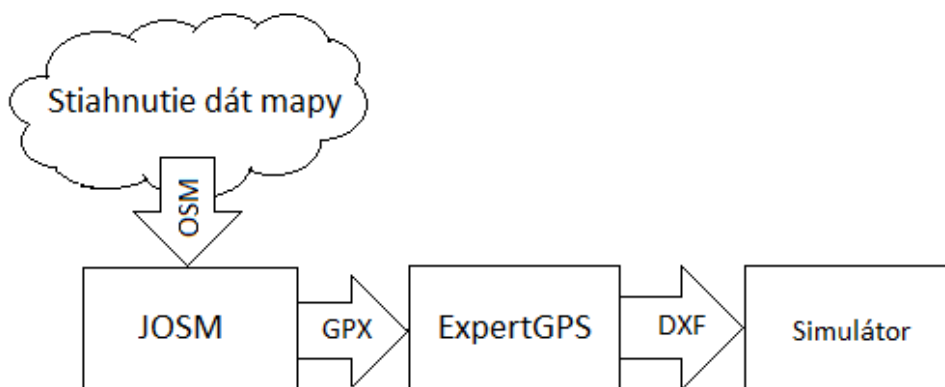 Stiahnutie dát mapy
OSM
JOSM
GPX
ExpertGPS
DXF
Simulátor